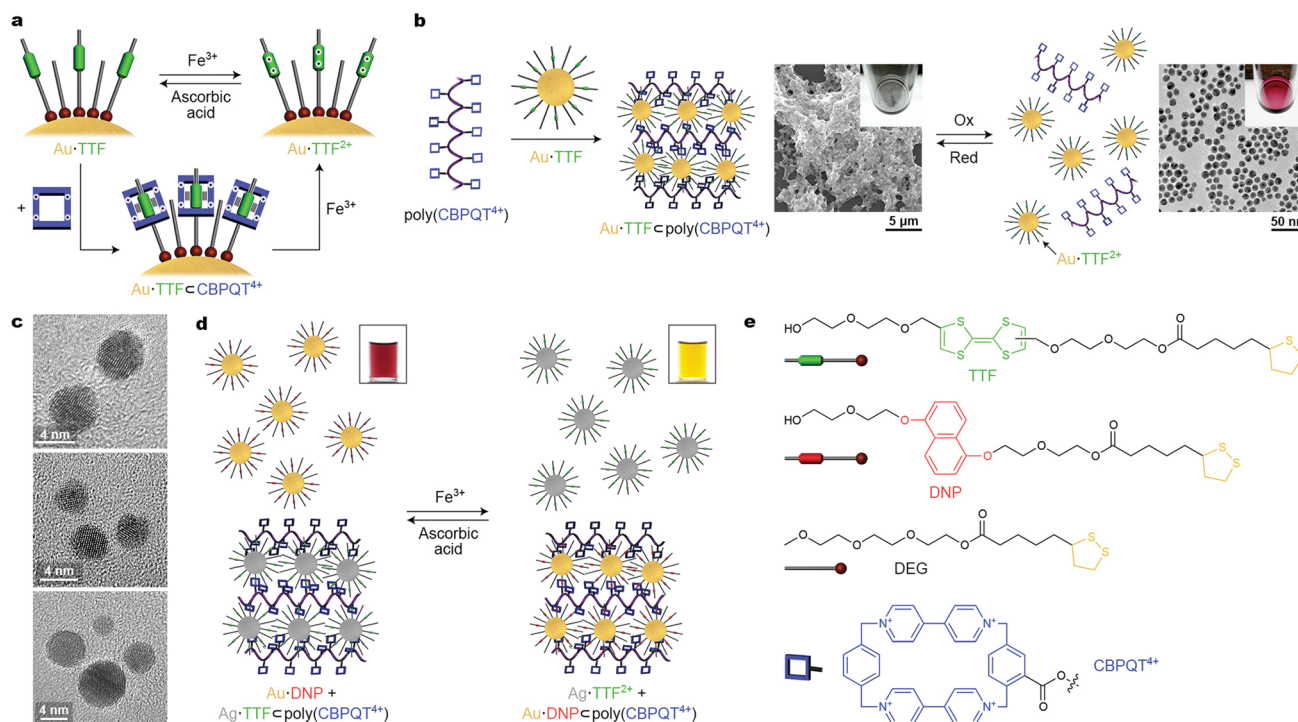 a
Fe3+
Ascorbic
acid
Au·TTF
Au·TTF2+
+
Fe3+
Au·TTF⊂CBPQT4+
b
poly(CBPQT4+)
Au·TTF
Au·TTF⊂poly(CBPQT4+)
5 µm
Ox
Red
Au·TTF2+
50 nm
c
4 nm
4 nm
4 nm
d
Fe3+
Ascorbic
acid
Au·DNP +
Ag·TTF⊂poly(CBPQT4+)
Ag·TTF2+ +
Au·DNP⊂poly(CBPQT4+)
e
HO
O
O
O
S
S
S
S
O
O
O
O
S
S
TTF
HO
O
O
O
O
O
O
S
S
DNP
O
O
O
O
O
S
S
DEG
N+
N+
N+
N+
O
O
CBPQT4+